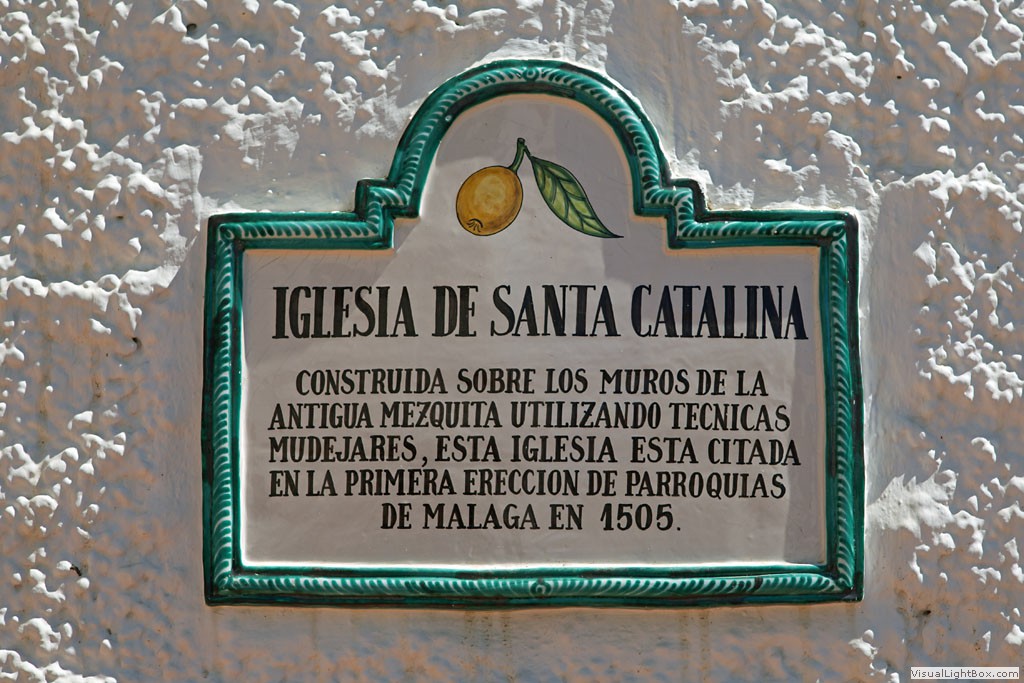 IGLESIA DE SANTA CATALINA
CONSTRUIDA SOBRE LOS MUROS DE LA
ANTIGUA MEZQUITA UTILIZANDO TECNICAS
MUDEJARES, ESTA IGLESIA ESTA CITADA
EN LA PRIMERA ERECCION DE PARROQUIAS
DE MALAGA EN 1505.
VisualLightBox.com